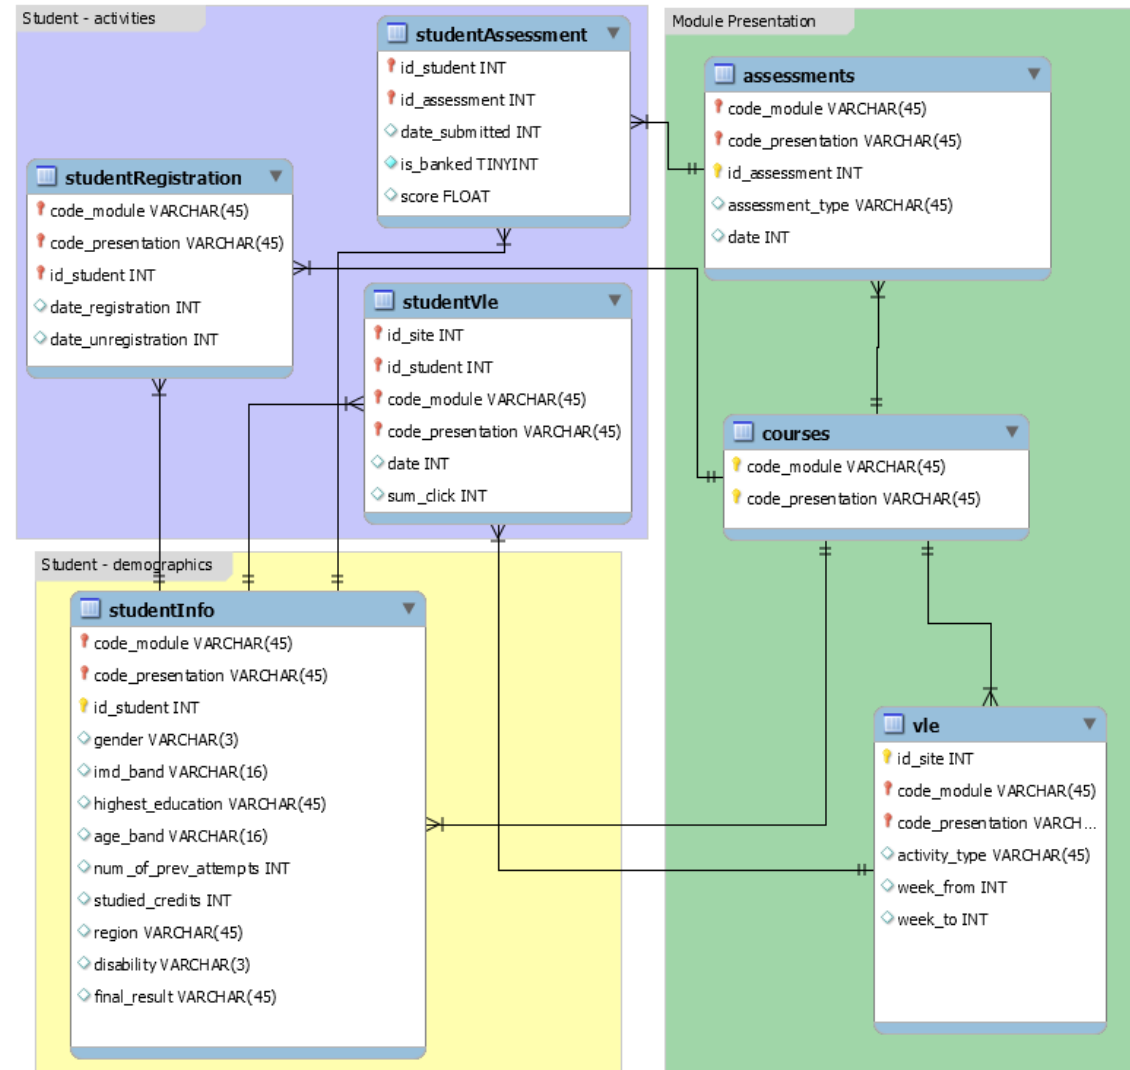 Student - activities
studentAssessment
id_student INT
id_assessment INT
date_submitted INT
is_banked TINYINT
score FLOAT
studentRegistration
code_module VARCHAR(45)
code_presentation VARCHAR(45)
id_student INT
date_registration INT
date_unregistration INT
studentVle
id_site INT
id_student INT
code_module VARCHAR(45)
code_presentation VARCHAR(45)
date INT
sum_click INT
Student - demographics
studentInfo
code_module VARCHAR(45)
code_presentation VARCHAR(45)
id_student INT
gender VARCHAR(3)
imd_band VARCHAR(16)
highest_education VARCHAR(45)
age_band VARCHAR(16)
num_of_prev_attempts INT
studied_credits INT
region VARCHAR(45)
disability VARCHAR(3)
final_result VARCHAR(45)
Module Presentation
assessments
code_module VARCHAR(45)
code_presentation VARCHAR(45)
id_assessment INT
assessment_type VARCHAR(45)
date INT
courses
code_module VARCHAR(45)
code_presentation VARCHAR(45)
vle
id_site INT
code_module VARCHAR(45)
code_presentation VARCH...
activity_type VARCHAR(45)
week_from INT
week_to INT